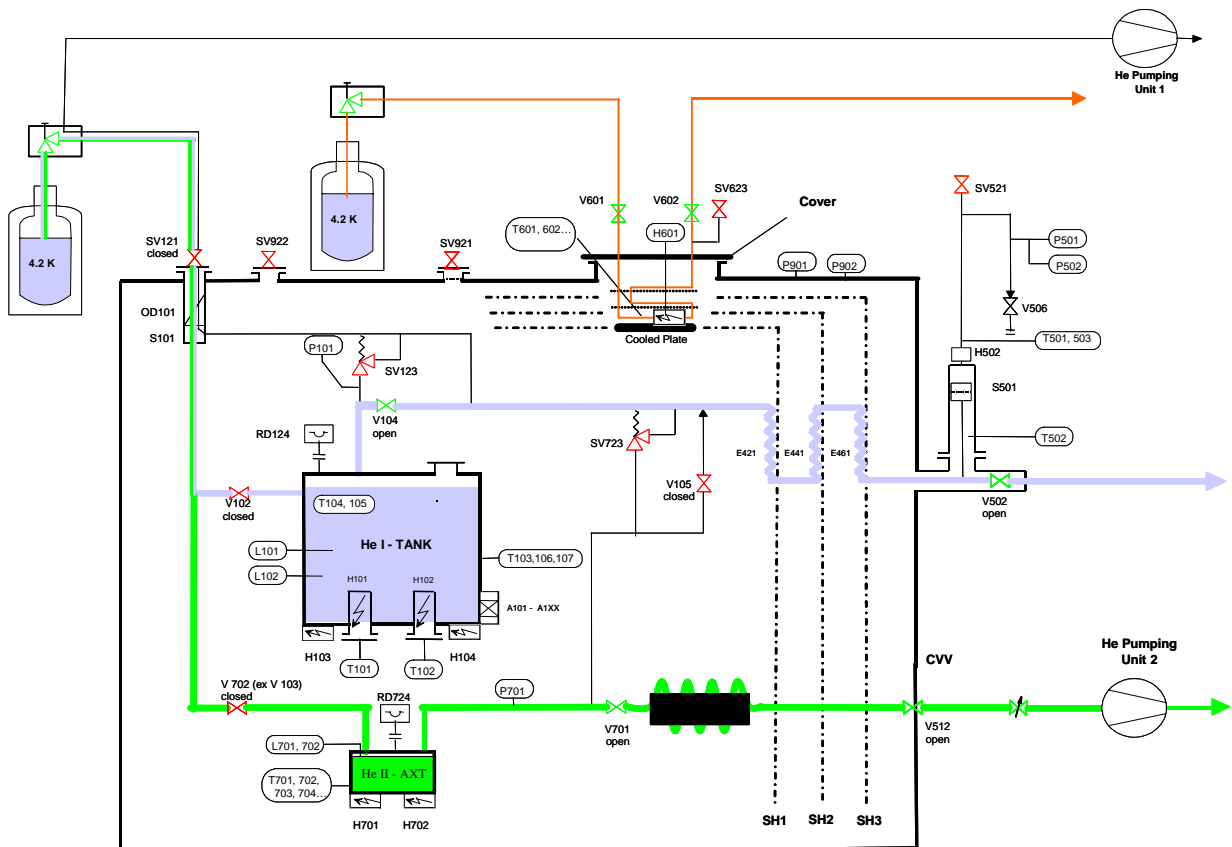 He Pumping
Unit 1
4.2 K
4.2 K
SV121
closed
SV922
SV921
V601
V602
SV623
Cover
T601, 602...
H601
P901
P902
SV521
P501
P502
V506
T501, 503
H502
S501
T502
OD101
S101
P101
SV123
Cooled Plate
V104
open
RD124
SV723
E421
E441
E461
V105
closed
V102
closed
T104, 105
V502
open
He I - TANK
L101
L102
T103,106,107
H101
H102
A101 - A1XX
H103
H104
T101
T102
CVV
He Pumping
Unit 2
V 702 (ex V 103)
closed
RD724
P701
V701
open
V512
open
L701, 702
He II - AXT
T701, 702,
703, 704...
H701
H702
SH1
SH2
SH3